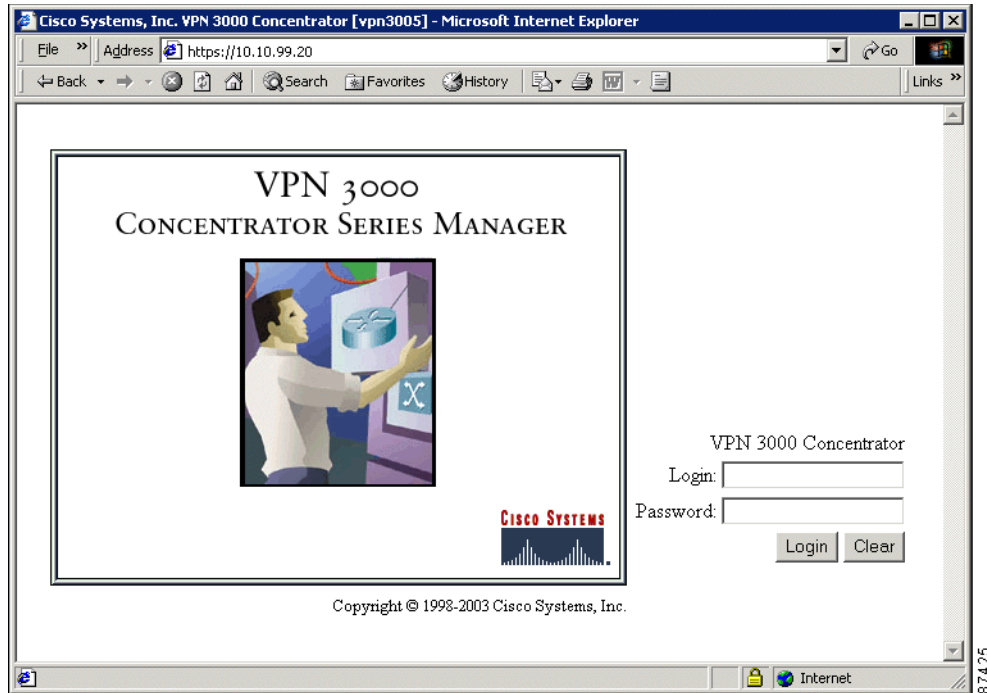 Cisco Systems, Inc. VPN 3000 Concentrator [vpn3005] - Microsoft Internet Explorer
File » Address https://10.10.99.20 Go
Back Search Favorites History Links »
VPN 3000
CONCENTRATOR SERIES MANAGER
CISCO SYSTEMS
VPN 3000 Concentrator
Login:
Password:
Login Clear
Copyright © 1998-2003 Cisco Systems, Inc.
Internet
87425